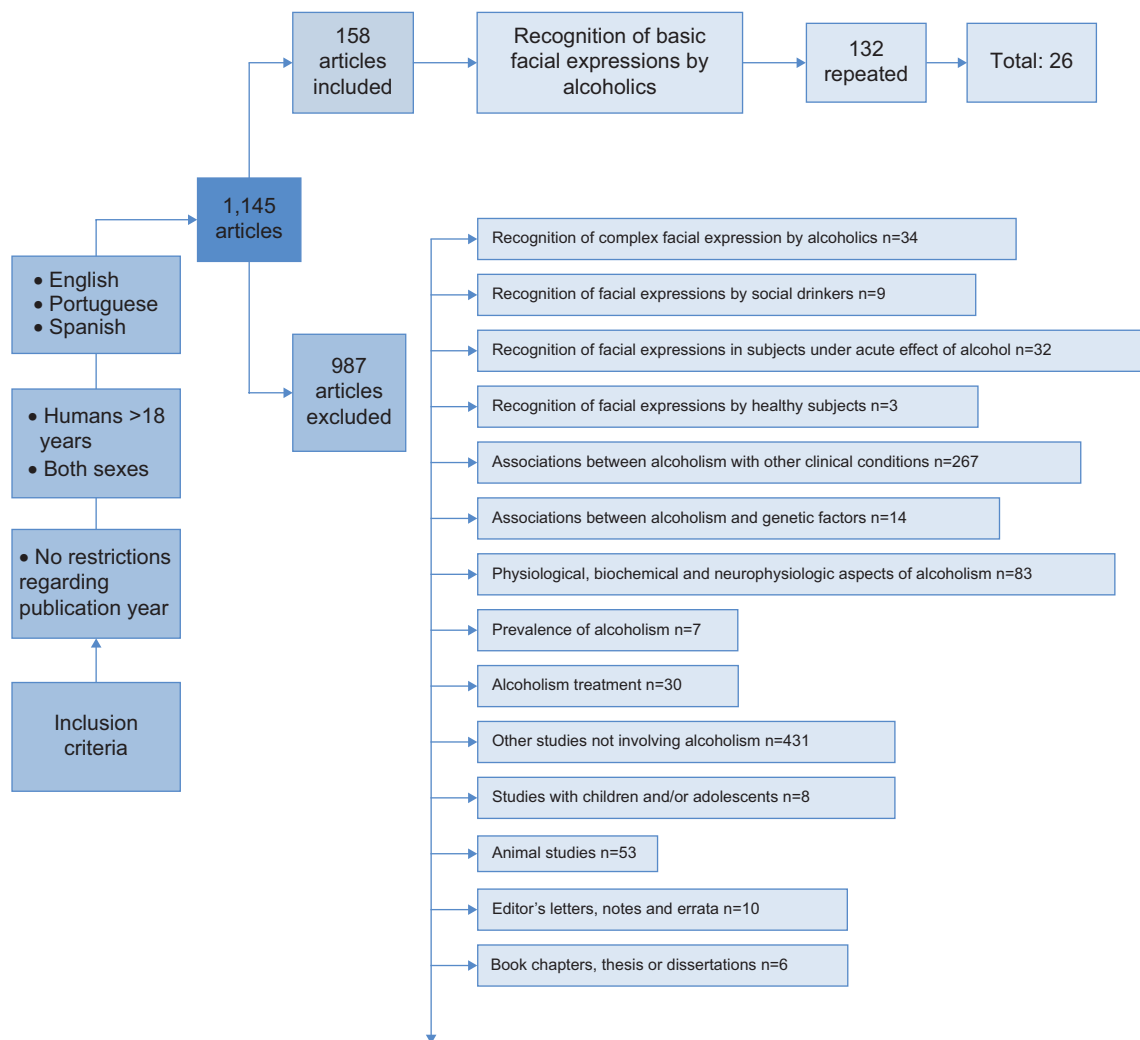 158
articles
included
Recognition of basic
facial expressions by
alcoholics
132
repeated
Total: 26
1,145
articles
• English
• Portuguese
• Spanish
987
articles
excluded
• Humans >18
years
• Both sexes
• No restrictions
regarding
publication year
Inclusion
criteria
Recognition of complex facial expression by alcoholics n=34
Recognition of facial expressions by social drinkers n=9
Recognition of facial expressions in subjects under acute effect of alcohol n=32
Recognition of facial expressions by healthy subjects n=3
Associations between alcoholism with other clinical conditions n=267
Associations between alcoholism and genetic factors n=14
Physiological, biochemical and neurophysiologic aspects of alcoholism n=83
Prevalence of alcoholism n=7
Alcoholism treatment n=30
Other studies not involving alcoholism n=431
Studies with children and/or adolescents n=8
Animal studies n=53
Editor’s letters, notes and errata n=10
Book chapters, thesis or dissertations n=6